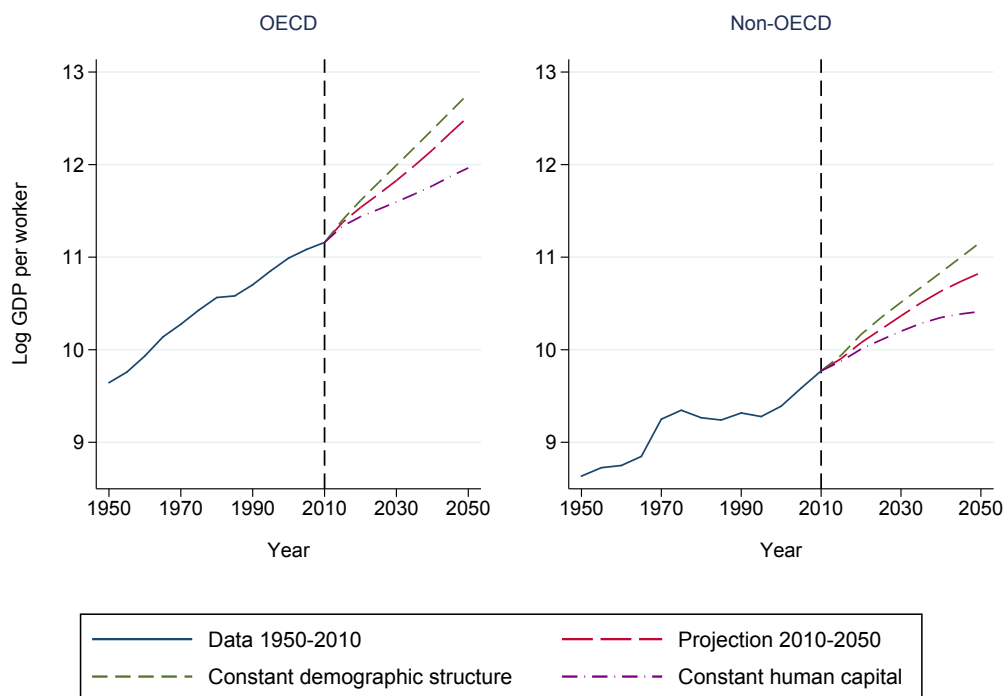 OECD
Non-OECD
Log GDP per worker
13
12
11
10
9
1950 1970 1990 2010 2030 2050
Year
13
12
11
10
9
1950 1970 1990 2010 2030 2050
Year
Data 1950-2010
Projection 2010-2050
Constant demographic structure
Constant human capital